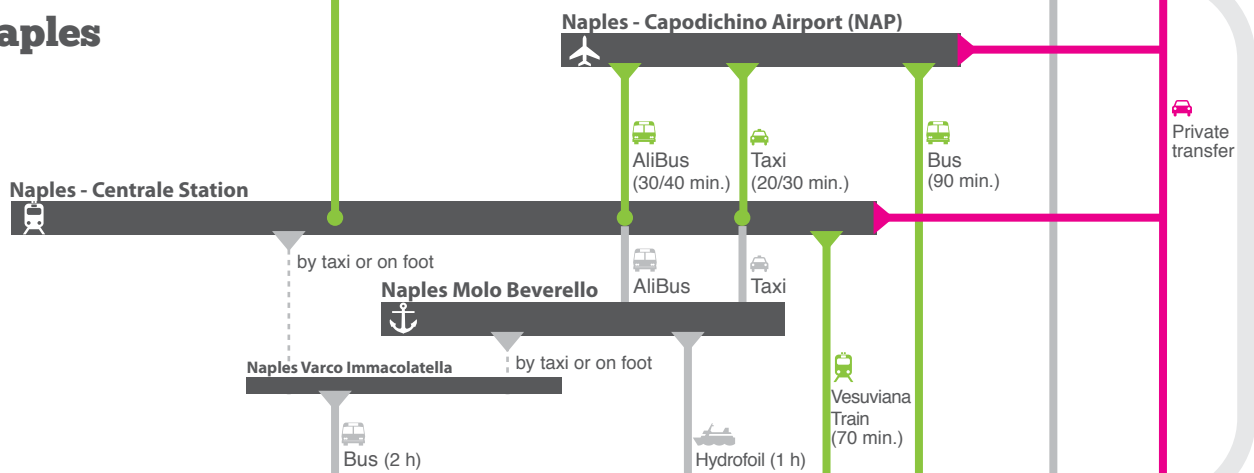 aples
Naples - Capodichino Airport (NAP)
AliBus
(30/40 min.)
Taxi
(20/30 min.)
Bus
(90 min.)
Private
transfer
Naples - Centrale Station
by taxi or on foot
AliBus
Taxi
Naples Molo Beverello
by taxi or on foot
Naples Varco Immacolatella
Vesuviana
Train
(70 min.)
Bus (2 h)
Hydrofoil (1 h)